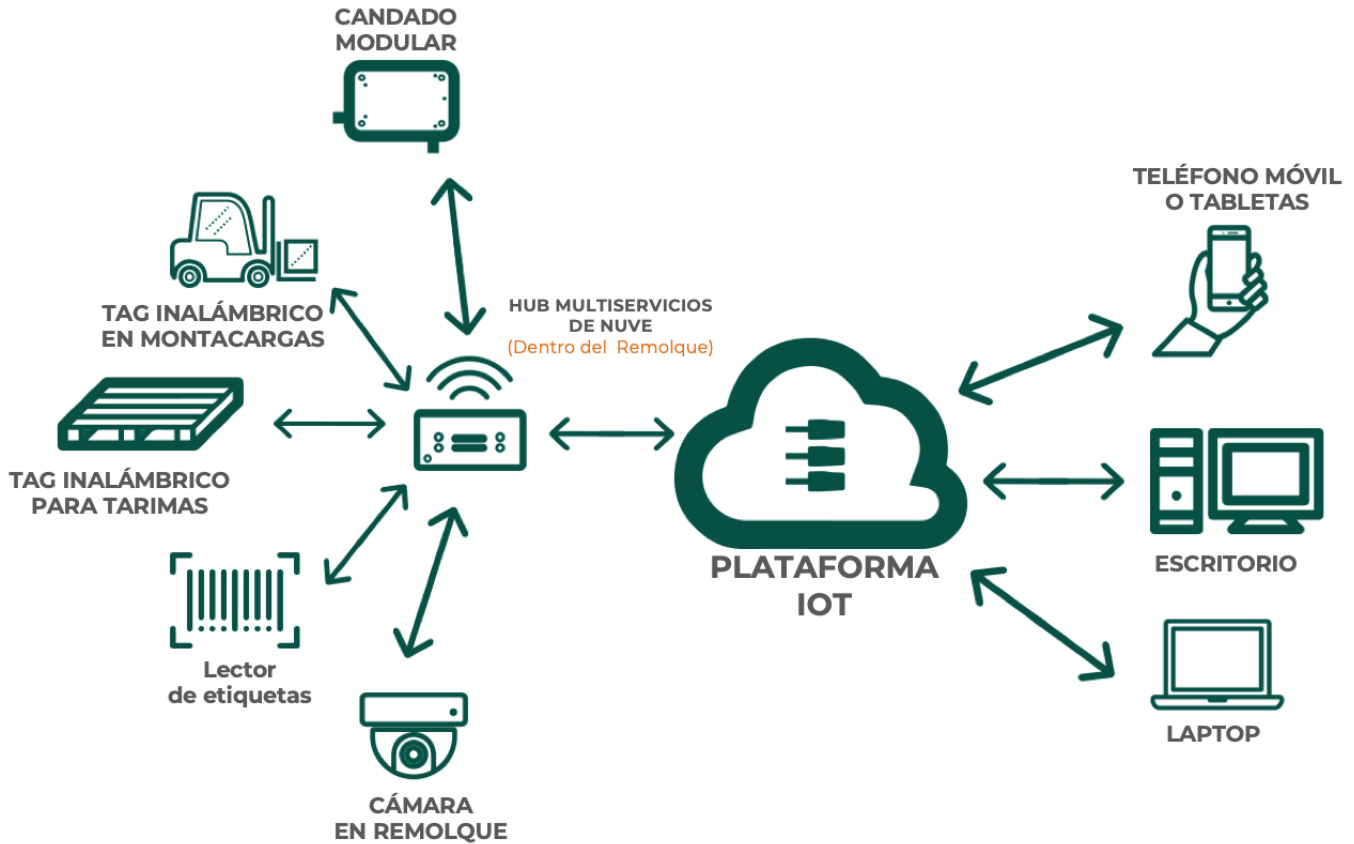 CANDADO
MODULAR
TELÉFONO MÓVIL
O TABLETAS
TAG INALÁMBRICO
EN MONTACARGAS
HUB MULTISERVICIOS
DE NUVE
(Dentro del Remolque)
TAG INALÁMBRICO
PARA TARIMAS
PLATAFORMA
IOT
ESCRITORIO
Lector
de etiquetas
LAPTOP
CÁMARA
EN REMOLQUE